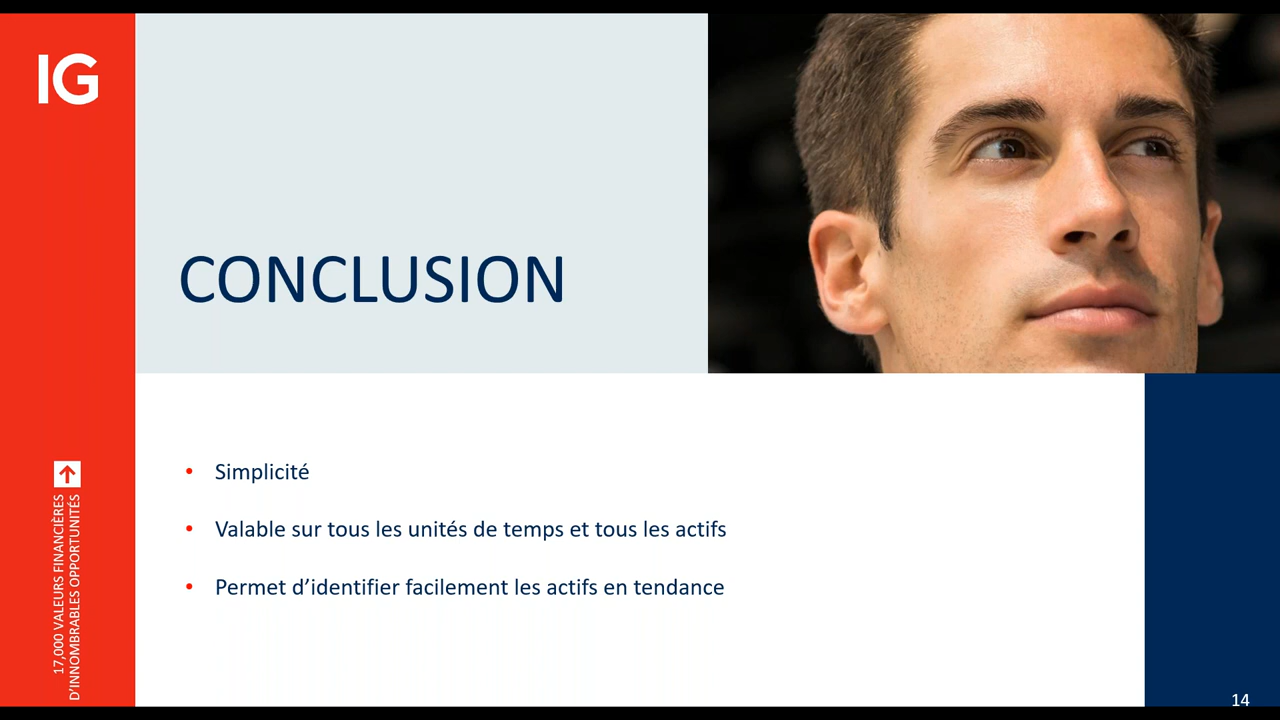 IG
CONCLUSION
• Simplicité
• Valable sur tous les unités de temps et tous les actifs
• Permet d’identifier facilement les actifs en tendance
17,000 VALEURS FINANCIÈRES
D’INNOMBRABLES OPPORTUNITÉS
14